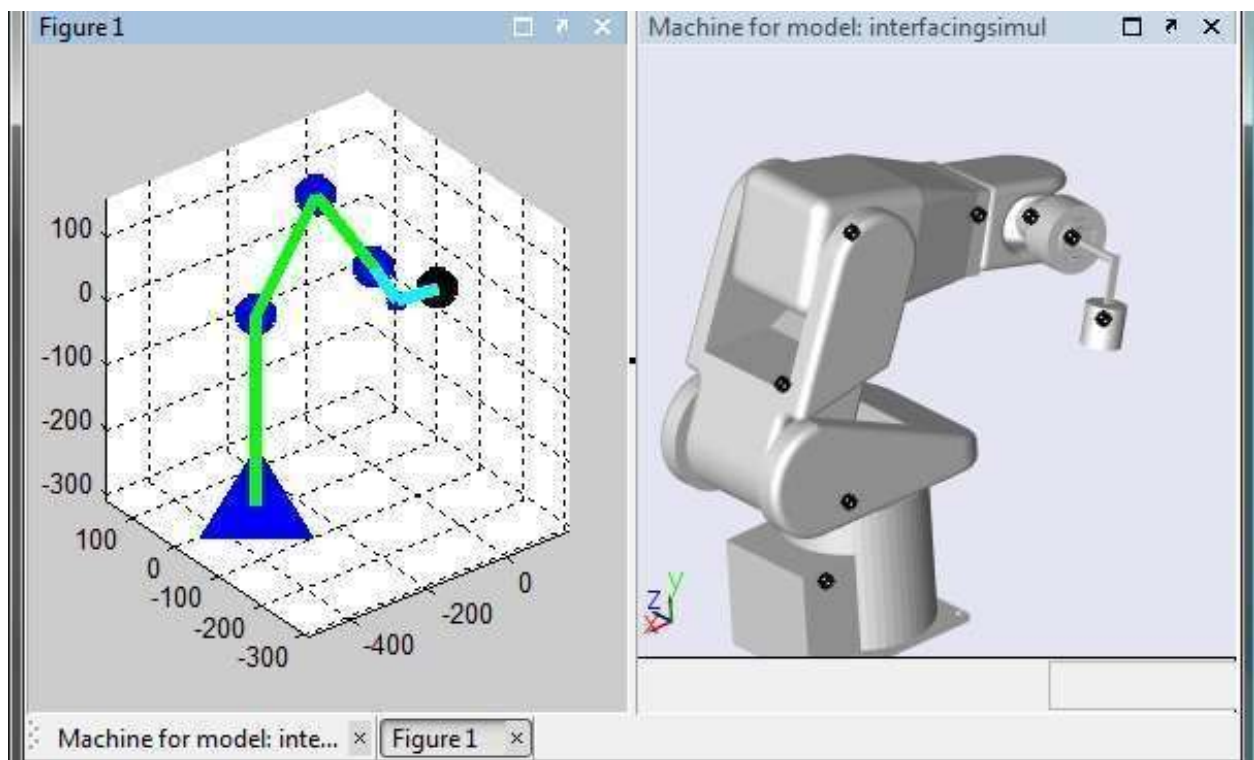 Figure 1
Machine for model: interfacingsimul
100
0
-100
-200
-300
100
0
-100
-200
-300
-400
-200
0
Z
Y
X
Machine for model: inte... ×
Figure 1 ×